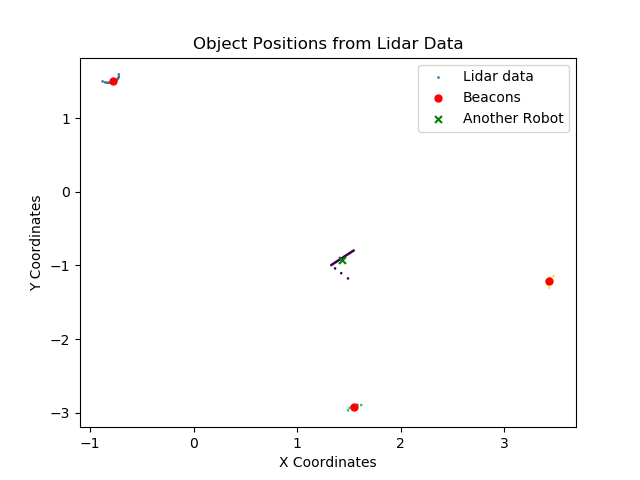 Object Positions from Lidar Data
Lidar data
Beacons
Another Robot
1
0
−1
−2
−3
Y Coordinates
−1
0
1
2
3
X Coordinates